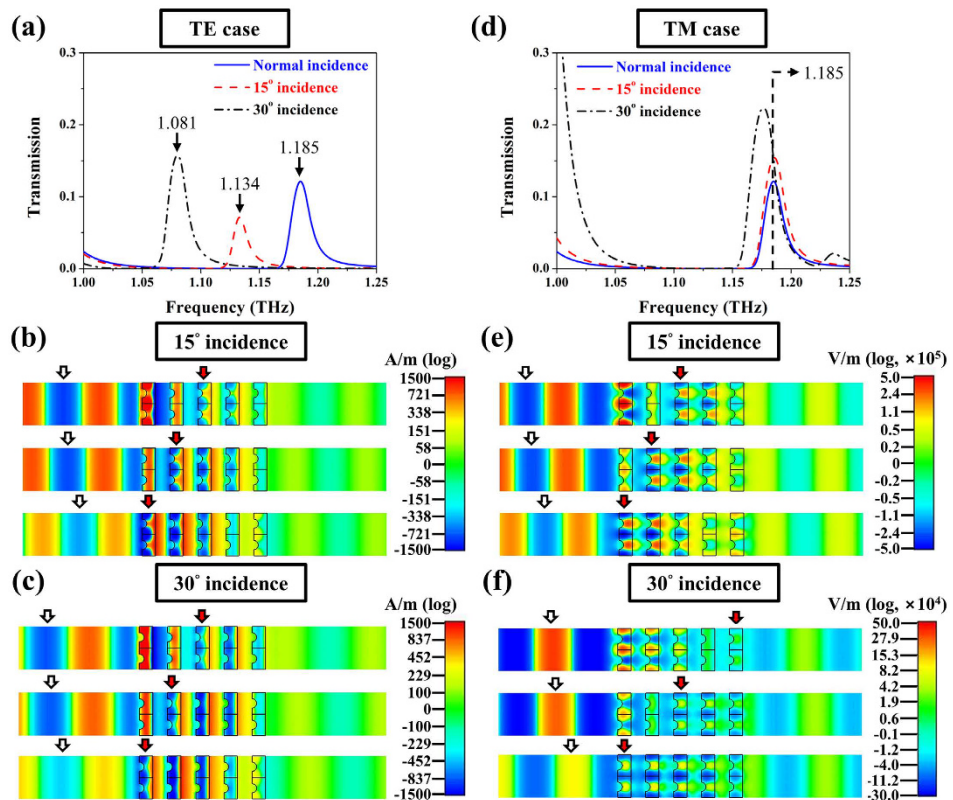 (a)
TE case
Transmission
0.3
0.2
0.1
0.0
Normal incidence
15° incidence
30° incidence
1.081
1.134
1.185
1.00
1.05
1.10
1.15
1.20
1.25
Frequency (THz)
(d)
TM case
Transmission
0.3
0.2
0.1
0.0
Normal incidence
15° incidence
30° incidence
1.185
1.00
1.05
1.10
1.15
1.20
1.25
Frequency (THz)
(b)
15° incidence
A/m (log)
1500
721
338
151
58
0
-58
-151
-338
-721
-1500
(e)
15° incidence
V/m (log, ×10⁵)
5.0
2.4
1.1
0.5
0.2
0.0
-0.2
-0.5
-1.1
-2.4
-5.0
(c)
30° incidence
A/m (log)
1500
837
452
229
100
0
-100
-229
-452
-837
-1500
(f)
30° incidence
V/m (log, ×10⁴)
50.0
27.9
15.3
8.2
4.2
1.9
0.6
-1.1
-4.0
-11.2
-30.0